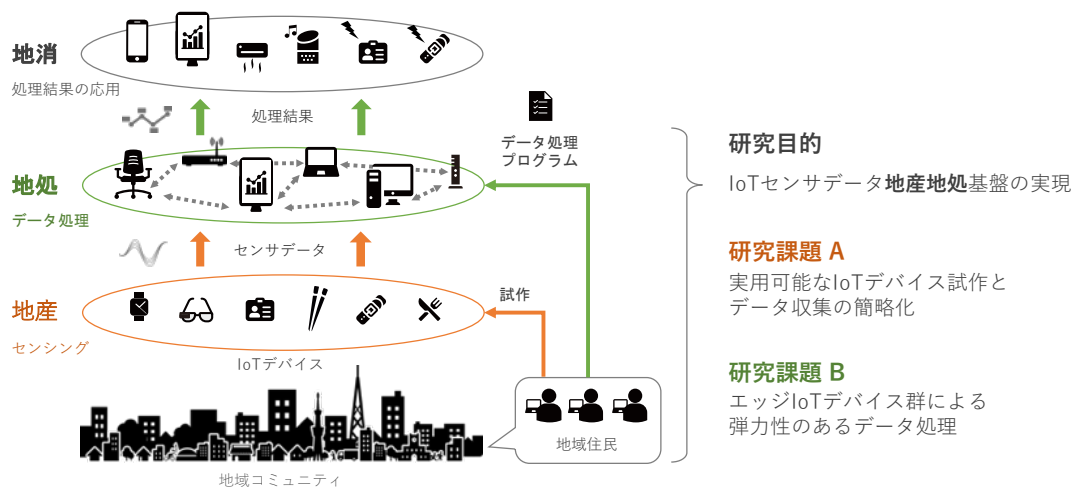 地消
処理結果の応用
処理結果
データ処理
プログラム
地処
データ処理
センサデータ
地産
センシング
試作
IoTデバイス
地域住民
地域コミュニティ
研究目的
IoTセンサデータ地産地処基盤の実現
研究課題 A
実用可能なIoTデバイス試作と
データ収集の簡略化
研究課題 B
エッジIoTデバイス群による
弾力性のあるデータ処理